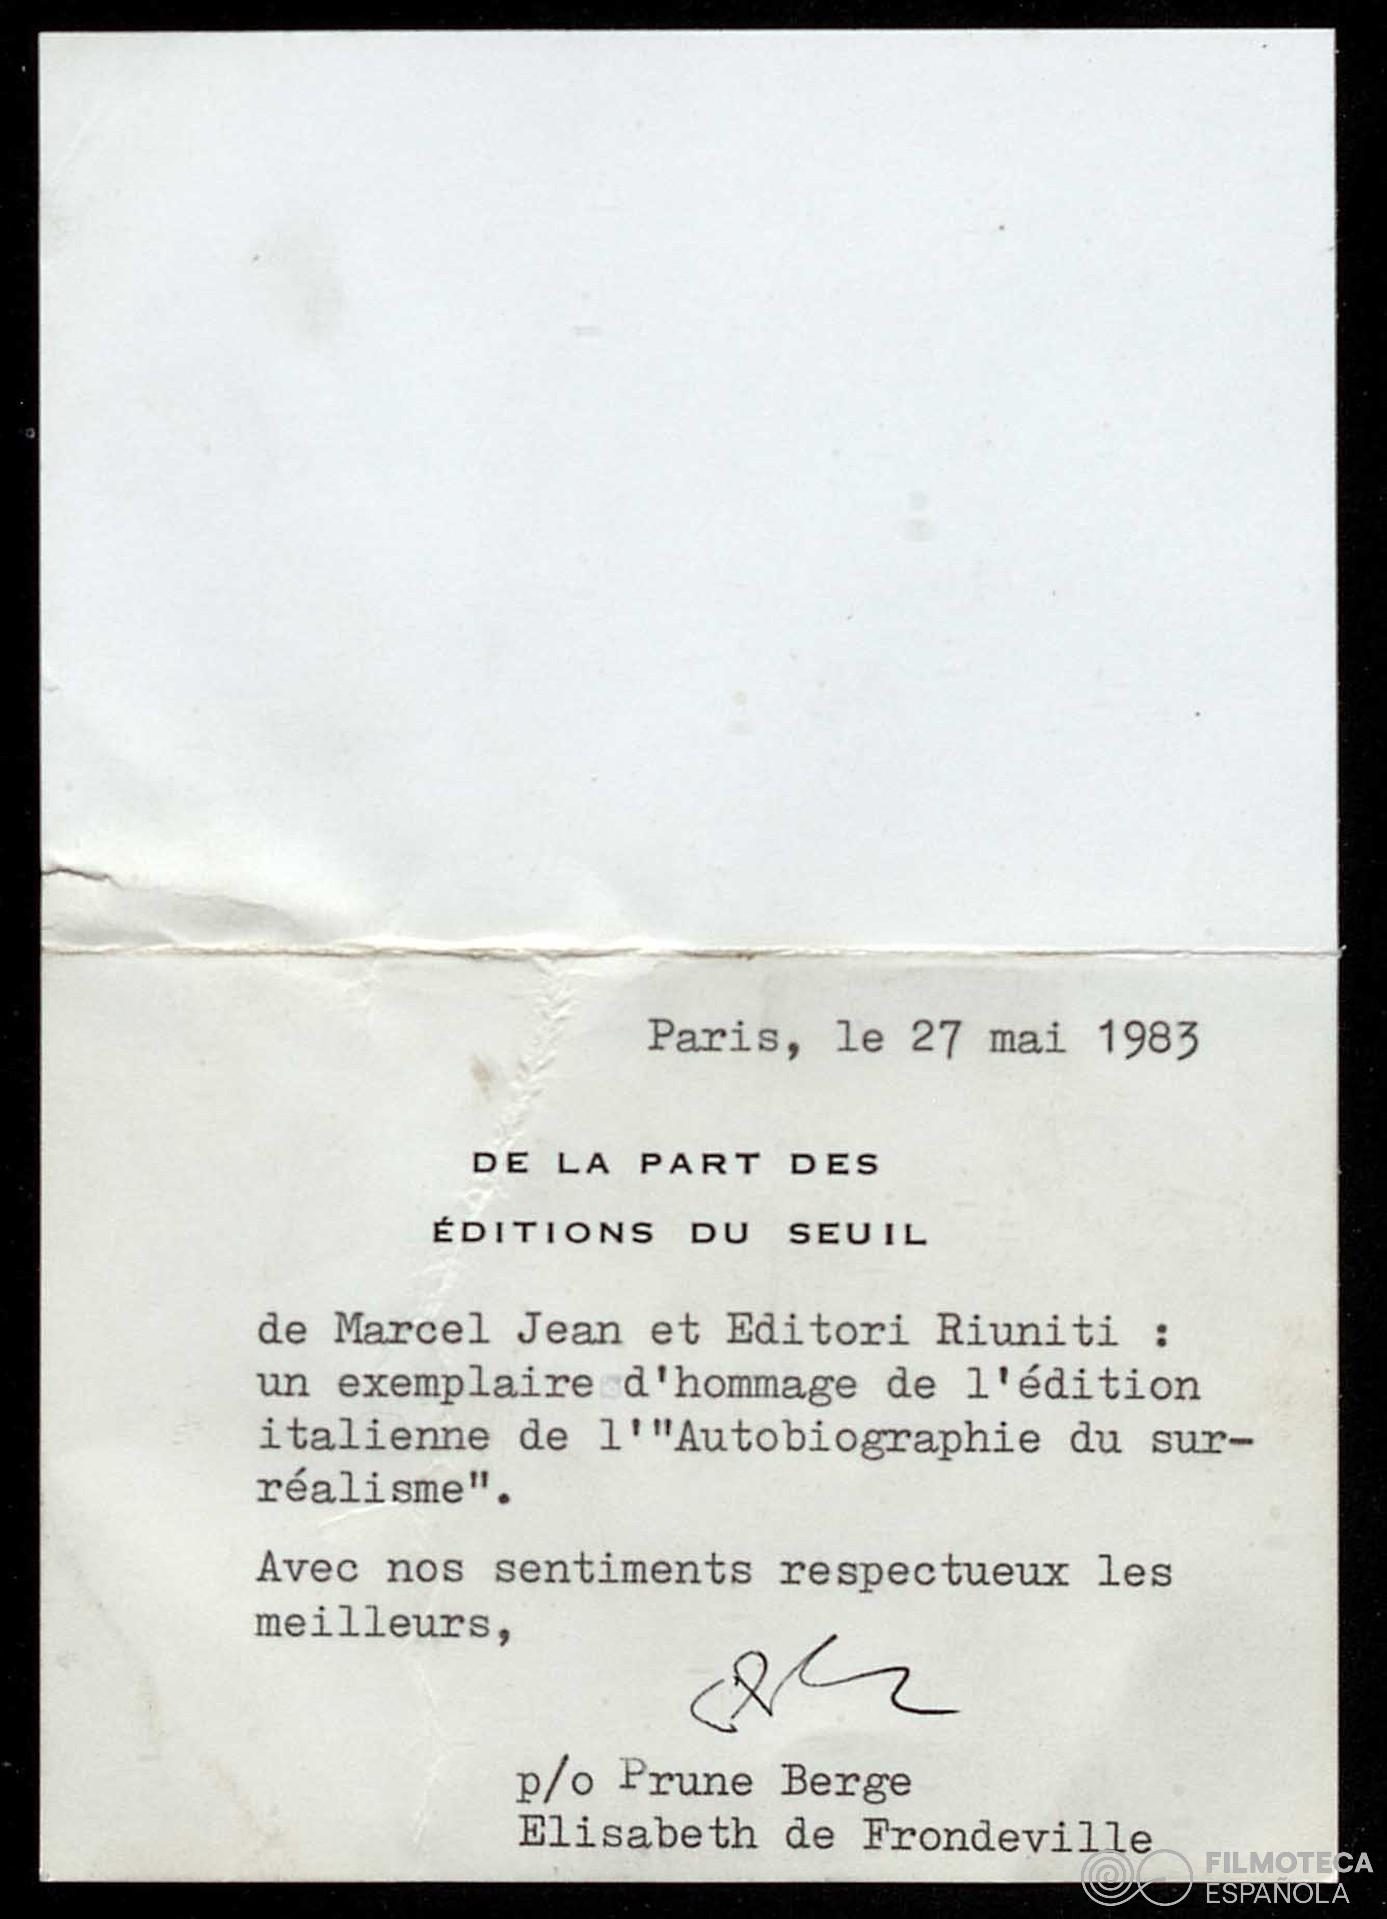 Paris, le 27 mai 1983
DE LA PART DES
ÉDITIONS DU SEUIL
de Marcel Jean et Editori Riuniti :
un exemplaire d'hommage de l'édition
italienne de l'"Autobiographie du sur-
réalisme".
Avec nos sentiments respectueux les
meilleurs,
p/o Prune Berge
Elisabeth de Frondeville
FILMOTECA
ESPAÑOLA